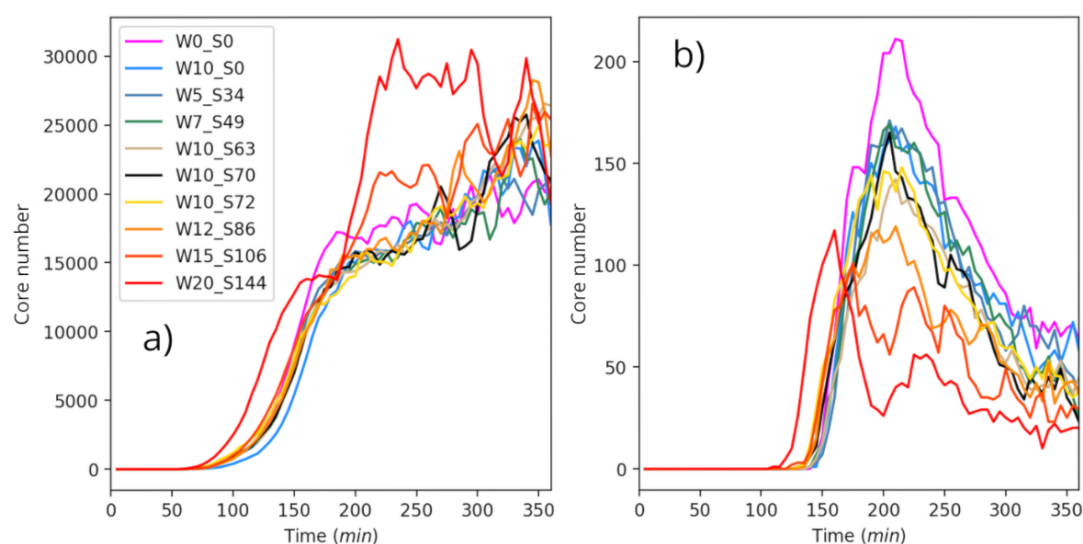 30000
25000
20000
15000
10000
5000
0
Core number
W0_S0
W10_S0
W5_S34
W7_S49
W10_S63
W10_S70
W10_S72
W12_S86
W15_S106
W20_S144
a)
0 50 100 150 200 250 300 350
Time (min)
200
150
100
50
0
Core number
b)
0 50 100 150 200 250 300 350
Time (min)